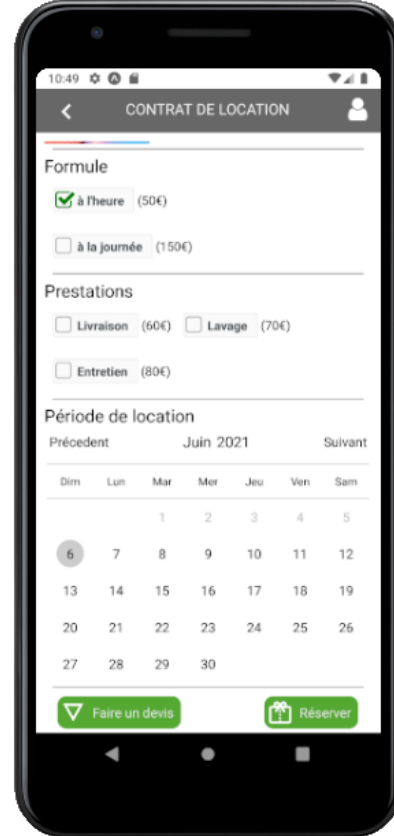 10:49
CONTRAT DE LOCATION
Formule
à l'heure (50€)
à la journée (150€)
Prestations
Livraison (60€) Lavage (70€)
Entretien (80€)
Période de location
Précedent Juin 2021 Suivant
Dim Lun Mar Mer Jeu Ven Sam
1 2 3 4 5
6 7 8 9 10 11 12
13 14 15 16 17 18 19
20 21 22 23 24 25 26
27 28 29 30
Faire un devis Réserver